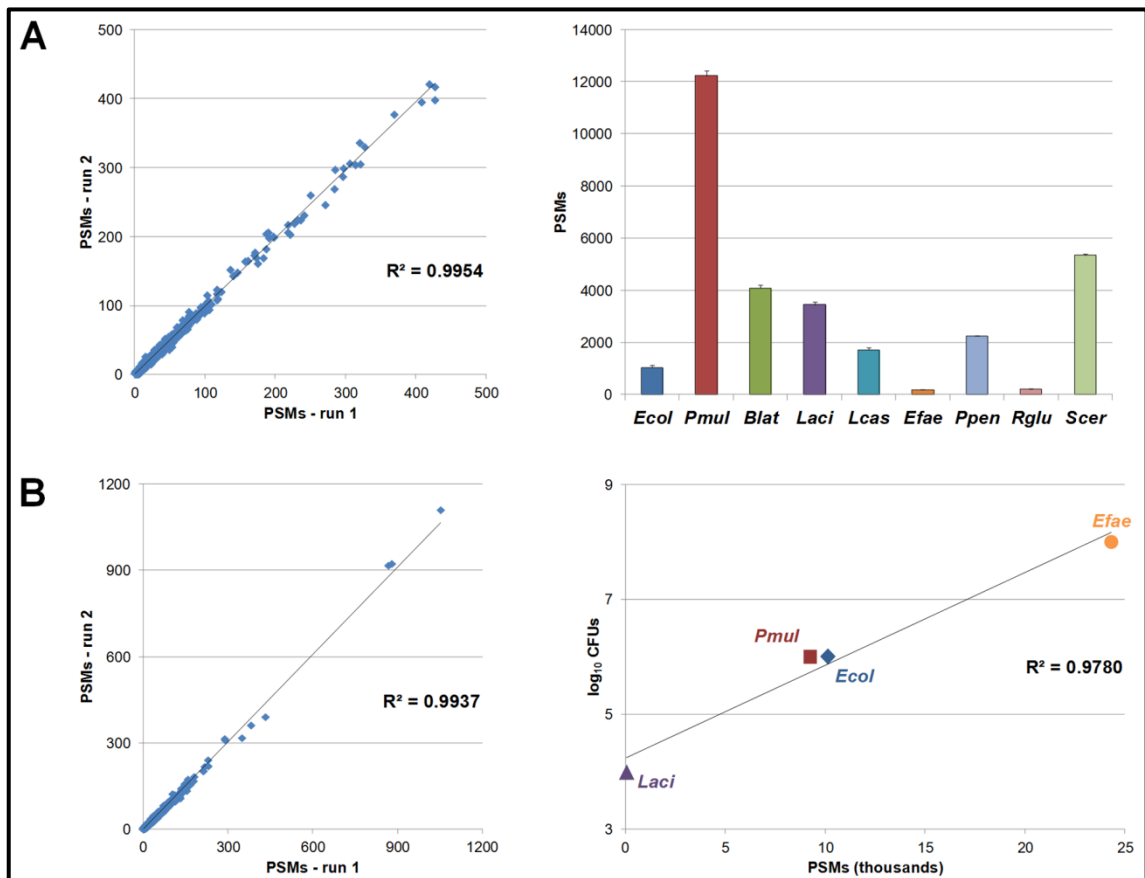 A
500
400
300
200
100
0
PSMs - run 2
R² = 0.9954
0 100 200 300 400 500
PSMs - run 1
14000
12000
10000
8000
6000
4000
2000
0
PSMs
Ecol Pmul Blat Laci Lcas Efae Ppen Rglu Scer
B
1200
900
600
300
0
PSMs - run 2
R² = 0.9937
0 300 600 900 1200
PSMs - run 1
9
7
5
3
log₁₀ CFUs
Efae
Pmul
Ecol
R² = 0.9780
Laci
0 5 10 15 20 25
PSMs (thousands)